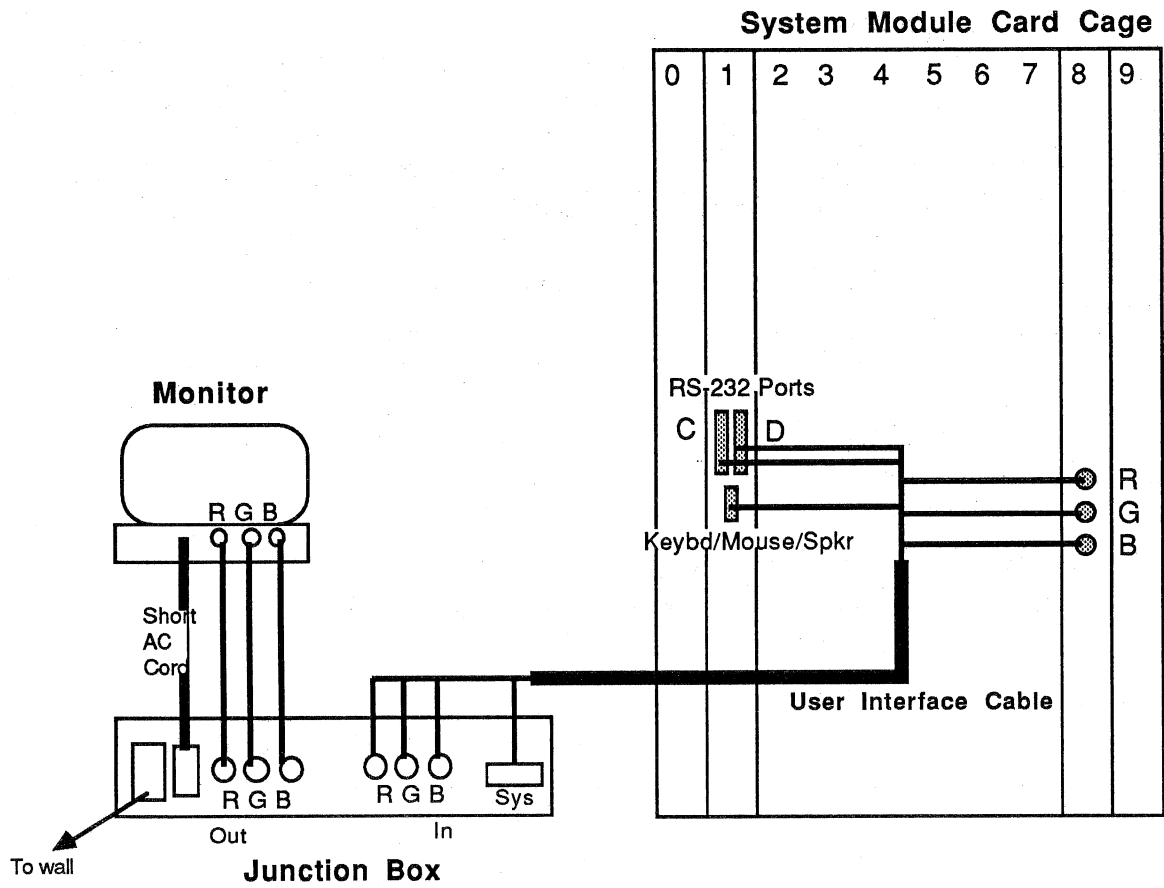 System Module Card Cage
0 1 2 3 4 5 6 7 8 9
RS-232 Ports
C D
R
G
B
Keybd/Mouse/Spkr
User Interface Cable
Monitor
R G B
Short
AC
Cord
R G B
Out
R G B
In
Sys
To wall
Junction Box